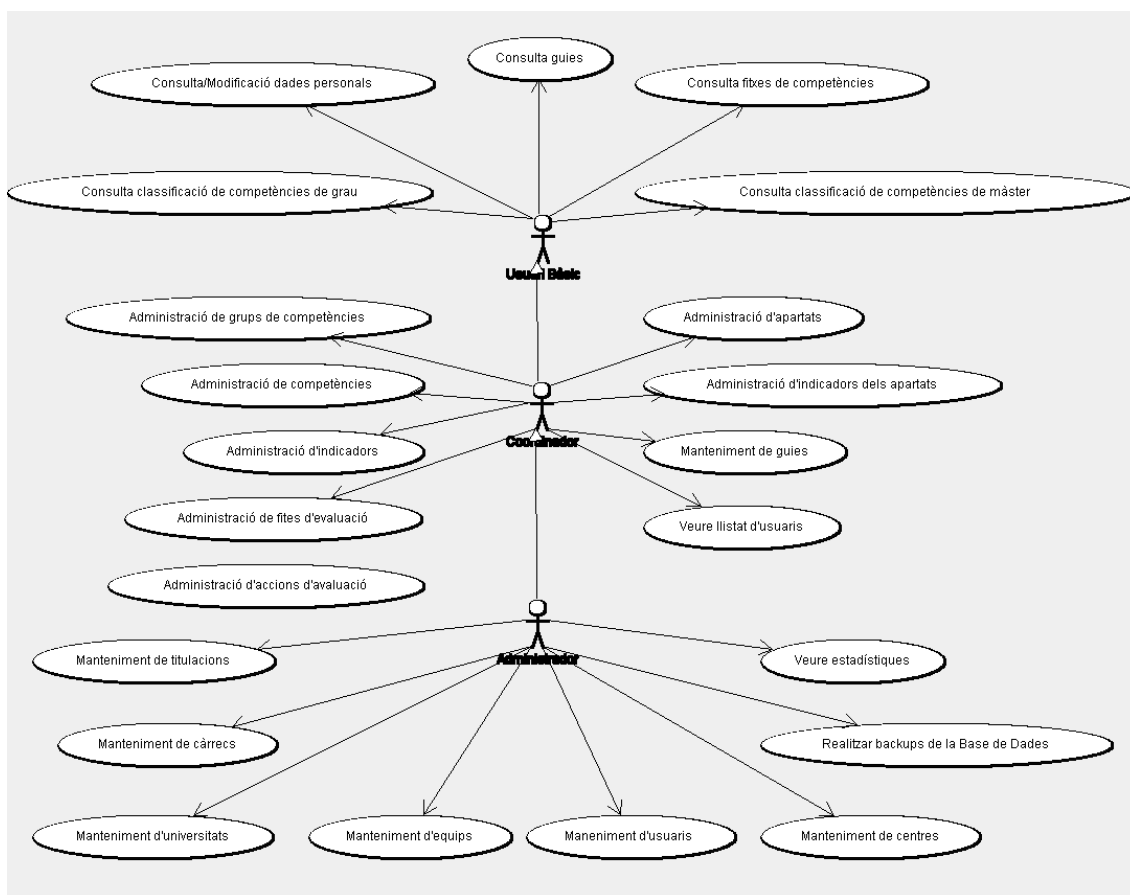 Consulta guies
Consulta/Modificació dades personals
Consulta fitxes de competències
Consulta classificació de competències de grau
Consulta classificació de competències de màster
Usuari Bàsic
Administració de grups de competències
Administració d'apartats
Administració de competències
Administració d'indicadors dels apartats
Coordinador
Administració d'indicadors
Manteniment de guies
Administració de fites d'evaluació
Veure llistat d'usuaris
Administració d'accions d'avaluació
Administrador
Manteniment de titulacions
Veure estadístiques
Manteniment de càrrecs
Realitzar backups de la Base de Dades
Manteniment d'universitats
Manteniment d'equips
Maneniment d'usuaris
Manteniment de centres